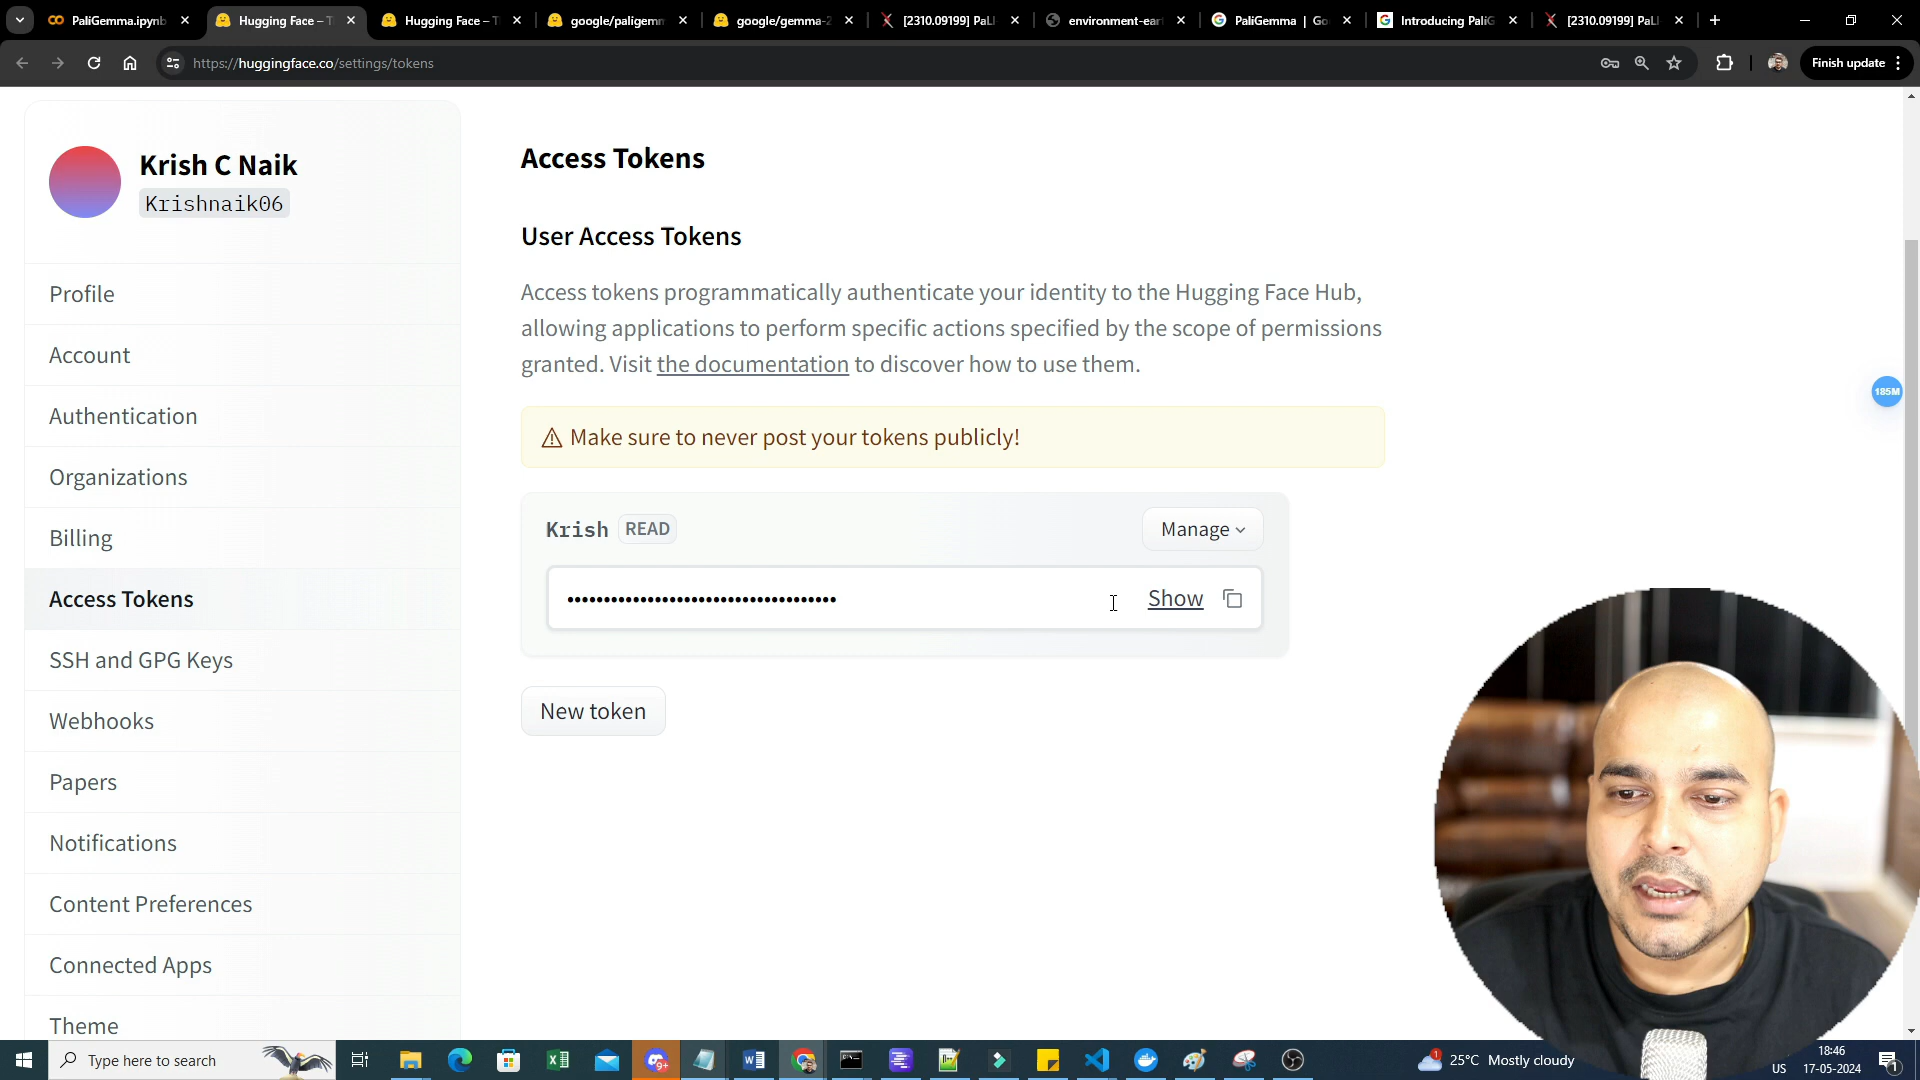 PaliGemma.ipynb
Hugging Face – T
Hugging Face – T
google/paligemm
google/gemma-2
[2310.09199] PaLI
environment-ear
PaliGemma | Go
Introducing PaliG
[2310.09199] PaLI
https://huggingface.co/settings/tokens
Finish update
Krish C Naik
Krishnaik06
Profile
Account
Authentication
Organizations
Billing
Access Tokens
SSH and GPG Keys
Webhooks
Papers
Notifications
Content Preferences
Connected Apps
Theme
Access Tokens
User Access Tokens
Access tokens programmatically authenticate your identity to the Hugging Face Hub,
allowing applications to perform specific actions specified by the scope of permissions
granted. Visit the documentation to discover how to use them.
Make sure to never post your tokens publicly!
Krish READ
Manage
Show
New token
185M
Type here to search
9+
25°C Mostly cloudy
US
18:46
17-05-2024